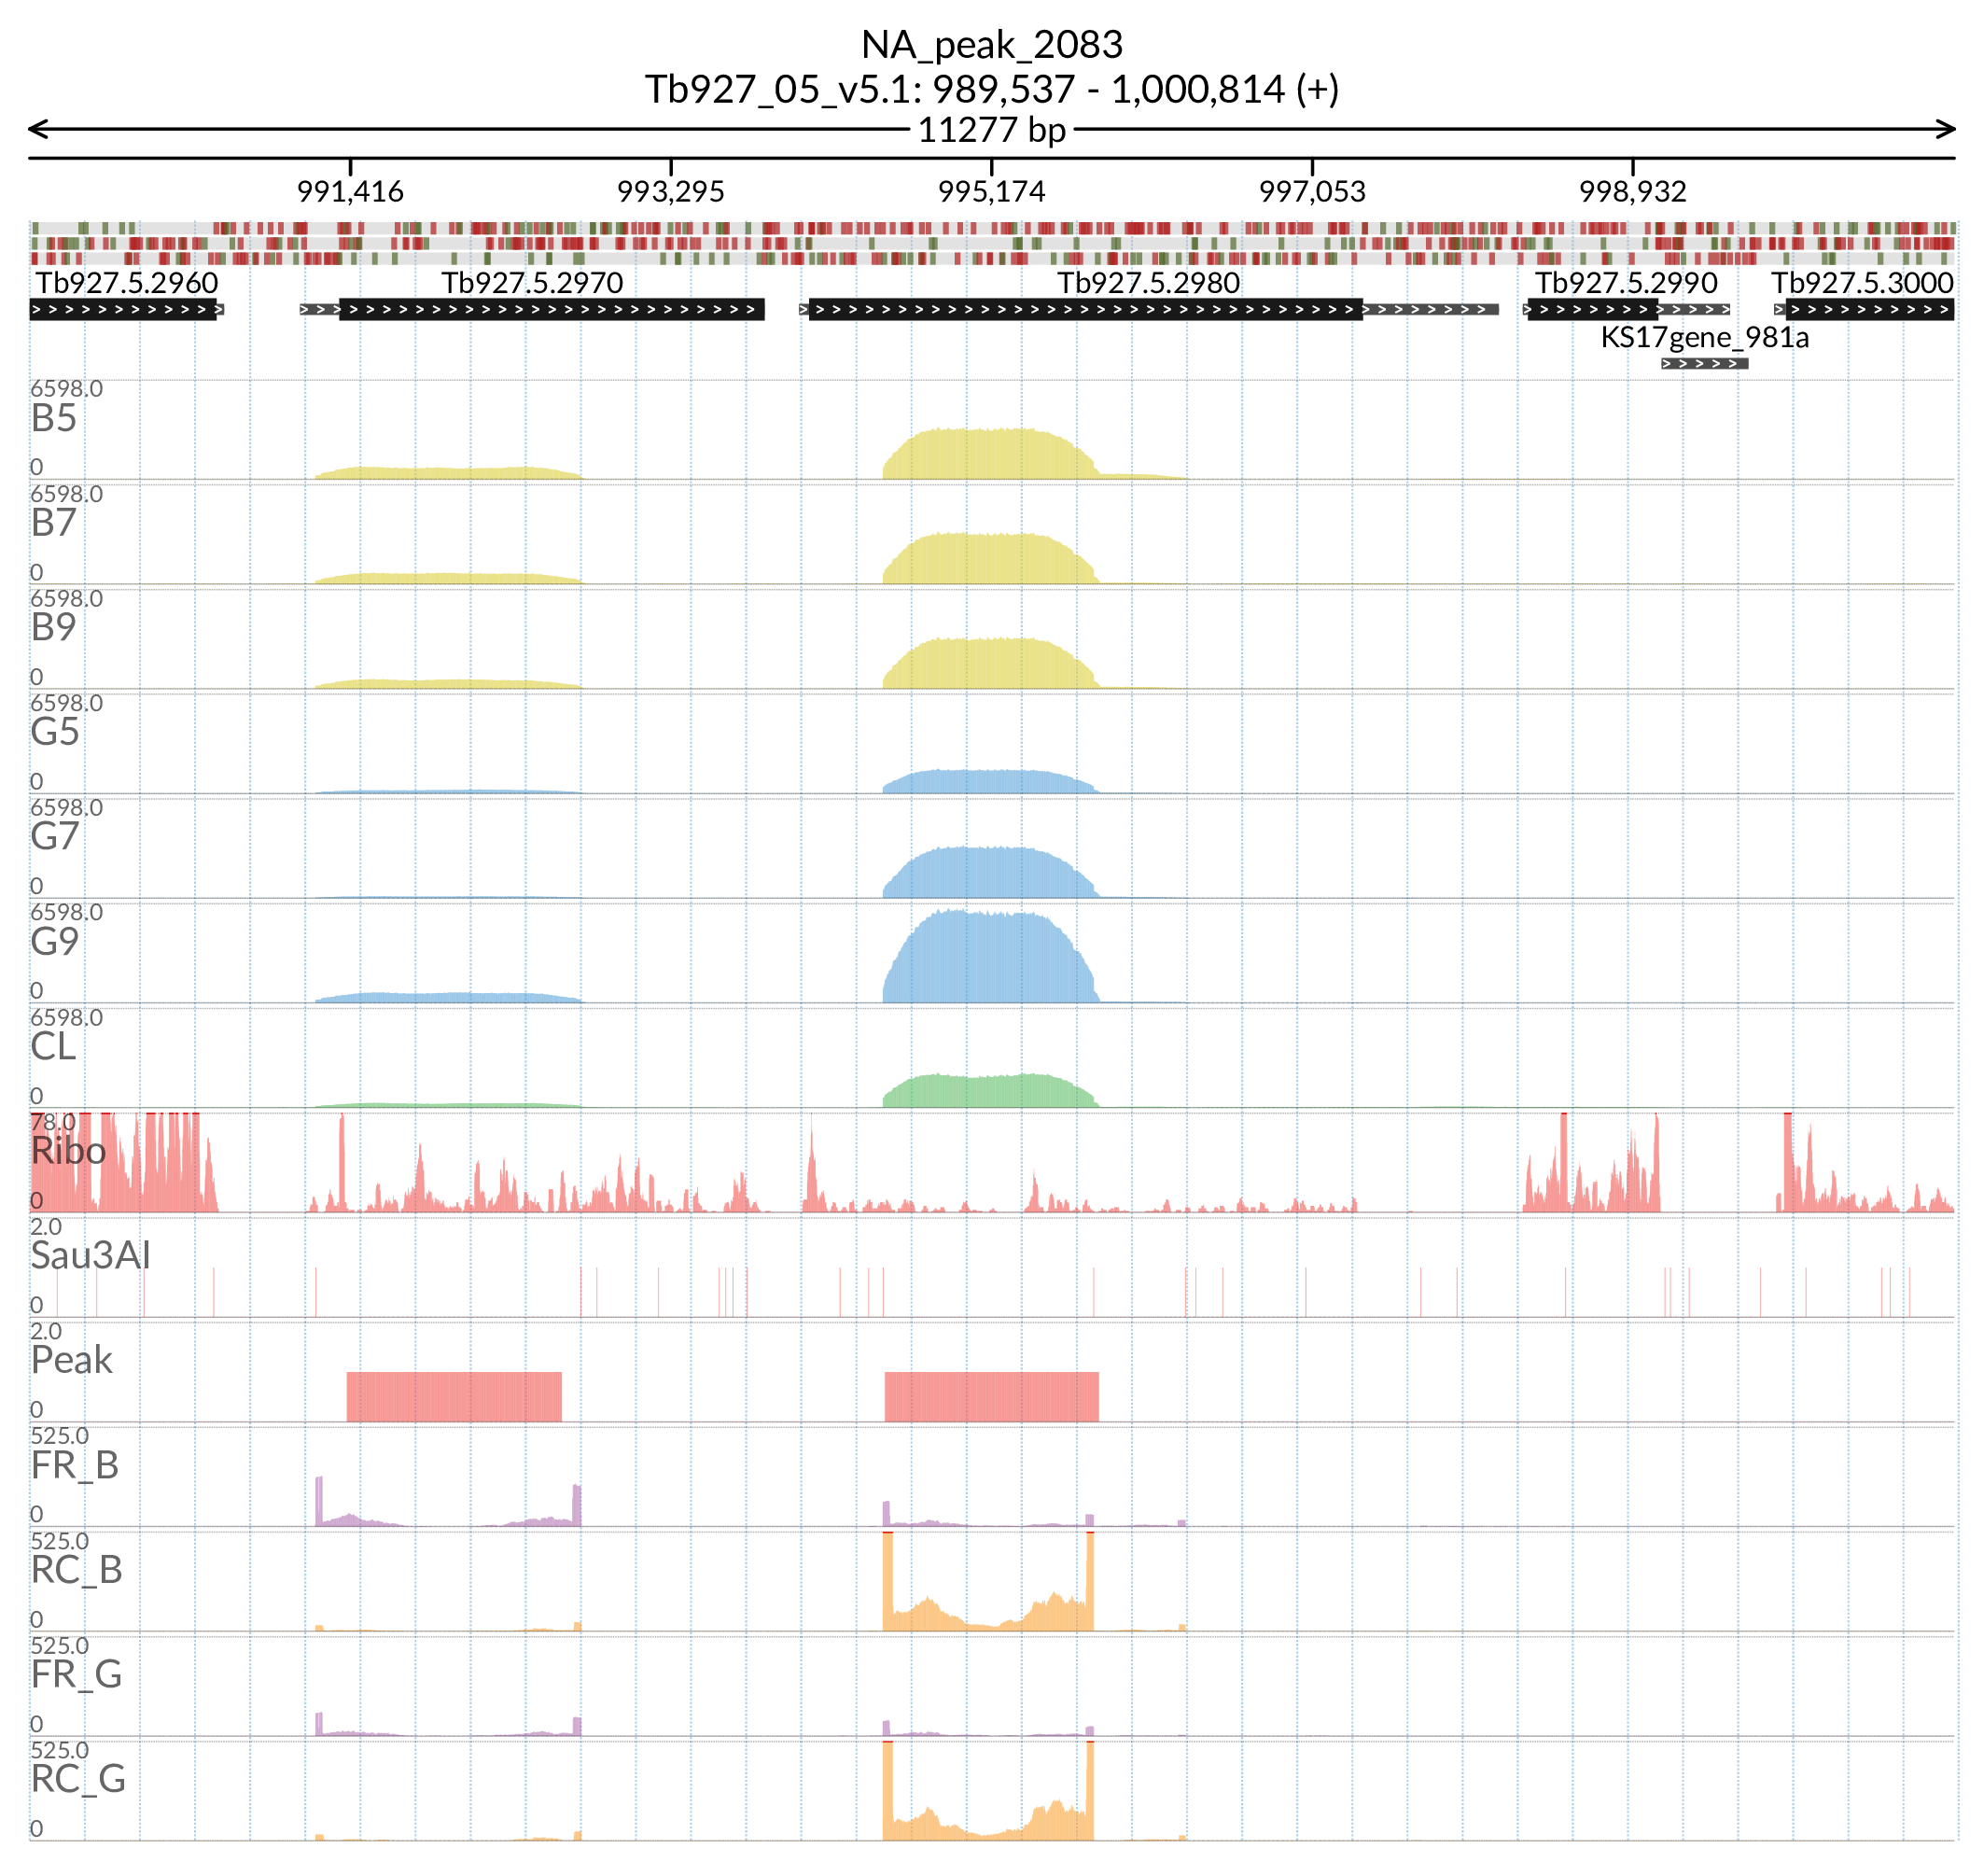 NA_peak_2083
Tb927_05_v5.1: 989,537 - 1,000,814 (+)
11277 bp
991,416 993,295 995,174 997,053 998,932
Tb927.5.2960 Tb927.5.2970 Tb927.5.2980 Tb927.5.2990 Tb927.5.3000
KS17gene_981a
6598.0
B5
0
6598.0
B7
0
6598.0
B9
0
6598.0
G5
0
6598.0
G7
0
6598.0
G9
0
6598.0
CL
0
78.0
Ribo
0
2.0
Sau3AI
0
2.0
Peak
0
525.0
FR_B
0
525.0
RC_B
0
525.0
FR_G
0
525.0
RC_G
0